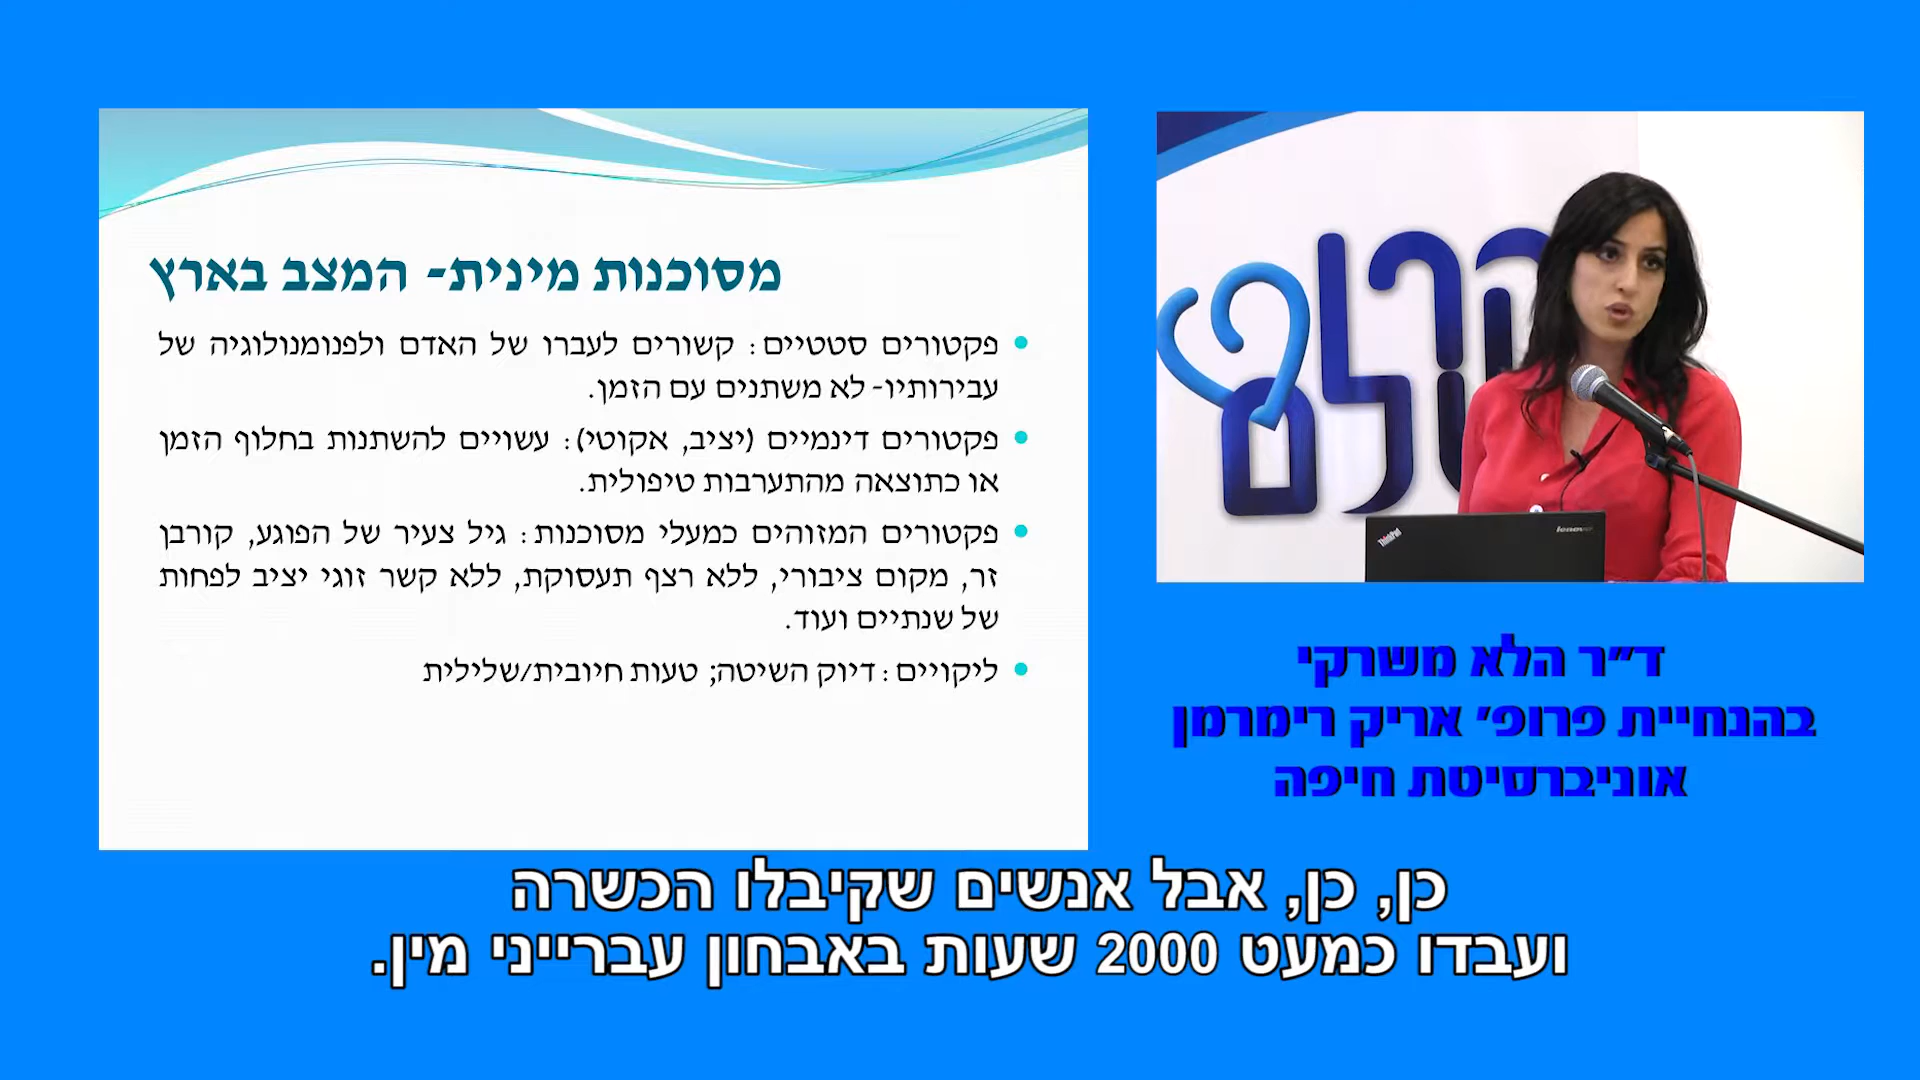 מסוכנות מינית- המצב בארץ
פקטורים סטטיים: קשורים לעברו של האדם ולפנומנולוגיה של
עבירותיו- לא משתנים עם הזמן.
פקטורים דינמיים (יציב, אקוטי): עשויים להשתנות בחלוף הזמן
או כתוצאה מהתערבות טיפולית.
פקטורים המזוהים כמעלי מסוכנות: גיל צעיר של הפוגע, קורבן
זר, מקום ציבורי, ללא רצף תעסוקת, ללא קשר זוגי יציב לפחות
של שנתיים ועוד.
ליקויים: דיוק השיטה; טעות חיובית/שלילית
ThinkPad
lenovo
ד״ר הלא משרקי
בהנחיית פרופ׳ אריק רימרמן
אוניברסיטת חיפה
כן, כן, אבל אנשים שקיבלו הכשרה
ועבדו כמעט 2000 שעות באבחון עברייני מין.